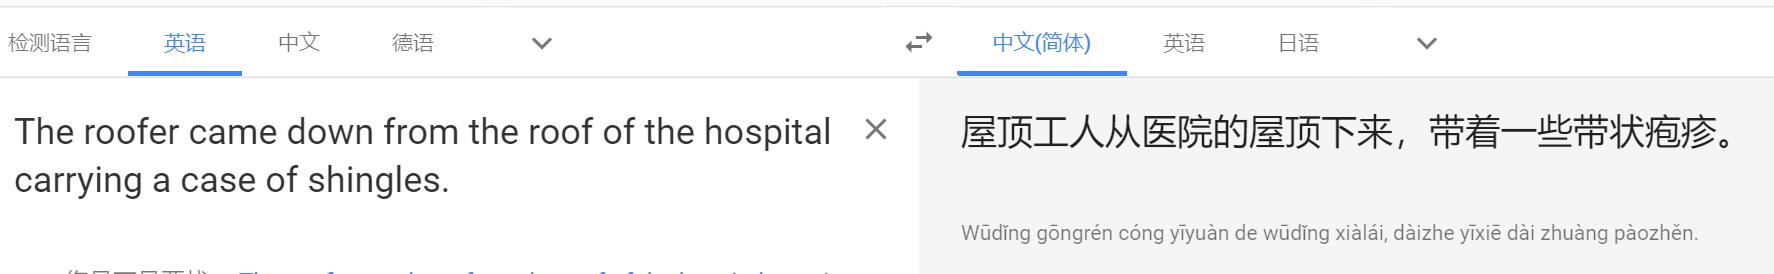 检测语言 英语 中文 德语 中文(简体) 英语 日语
The roofer came down from the roof of the hospital
carrying a case of shingles.
屋顶工人从医院的屋顶下来，带着一些带状疱疹。
Wūdǐng gōngrén cóng yīyuàn de wūdǐng xiàlái, dàizhe yīxiē dài zhuàng pàozhěn.